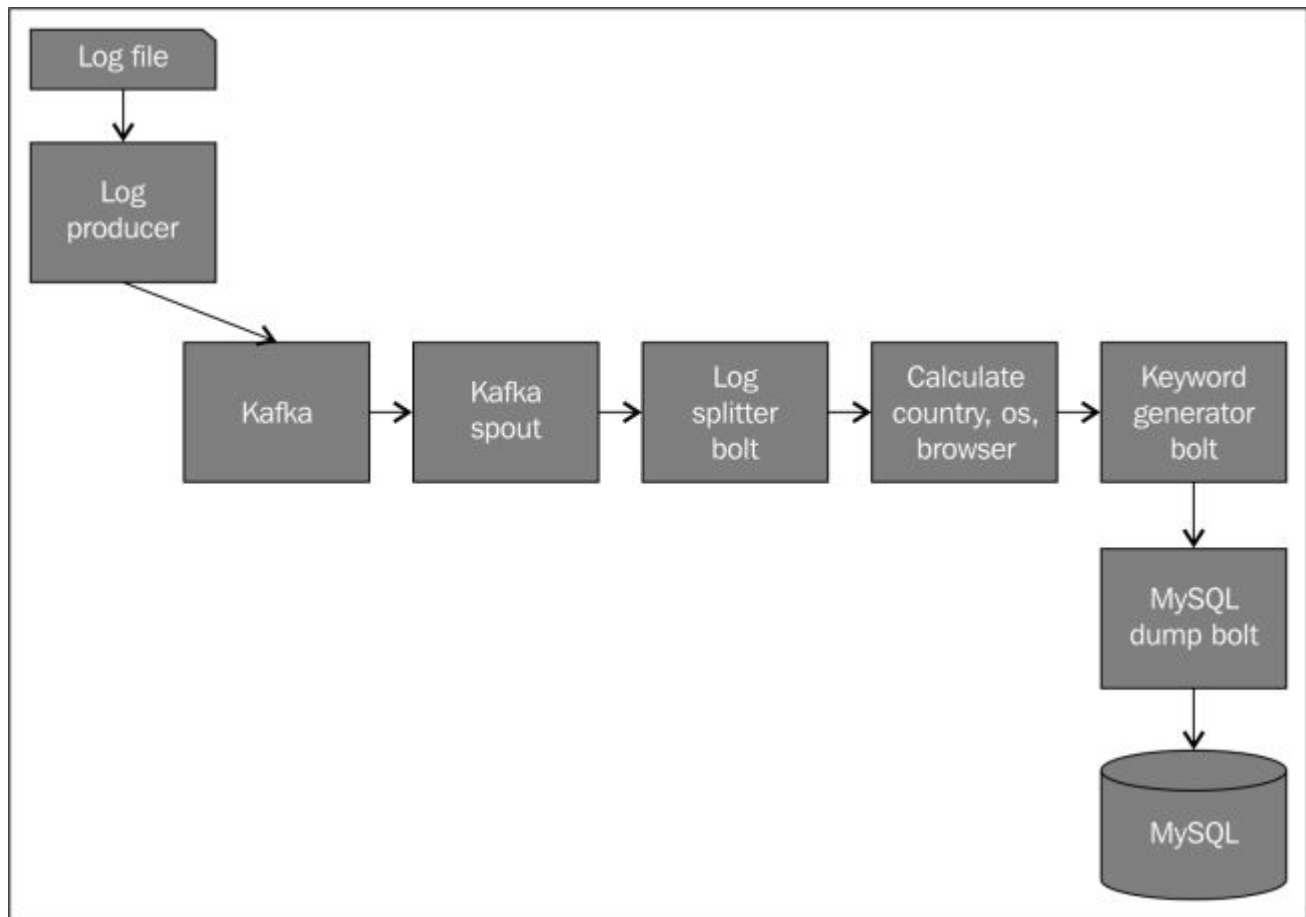 Log file
Log
producer
Kafka
Kafka
spout
Log
splitter
bolt
Calculate
country, os,
browser
Keyword
generator
bolt
MySQL
dump bolt
MySQL